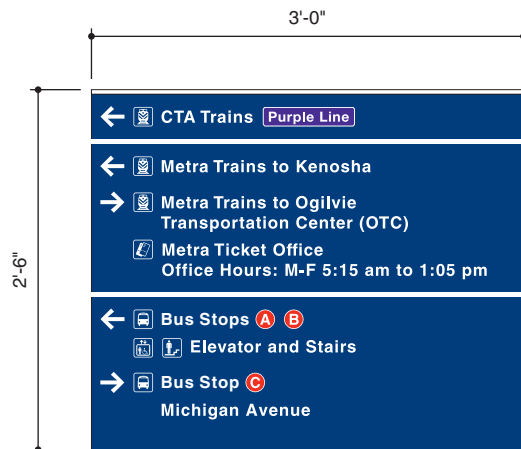 3'-0"
CTA Trains Purple Line
Metra Trains to Kenosha
Metra Trains to Ogilvie
Transportation Center (OTC)
Metra Ticket Office
Office Hours: M-F 5:15 am to 1:05 pm
2'-6"
Bus Stops A B
Elevator and Stairs
Bus Stop C
Michigan Avenue